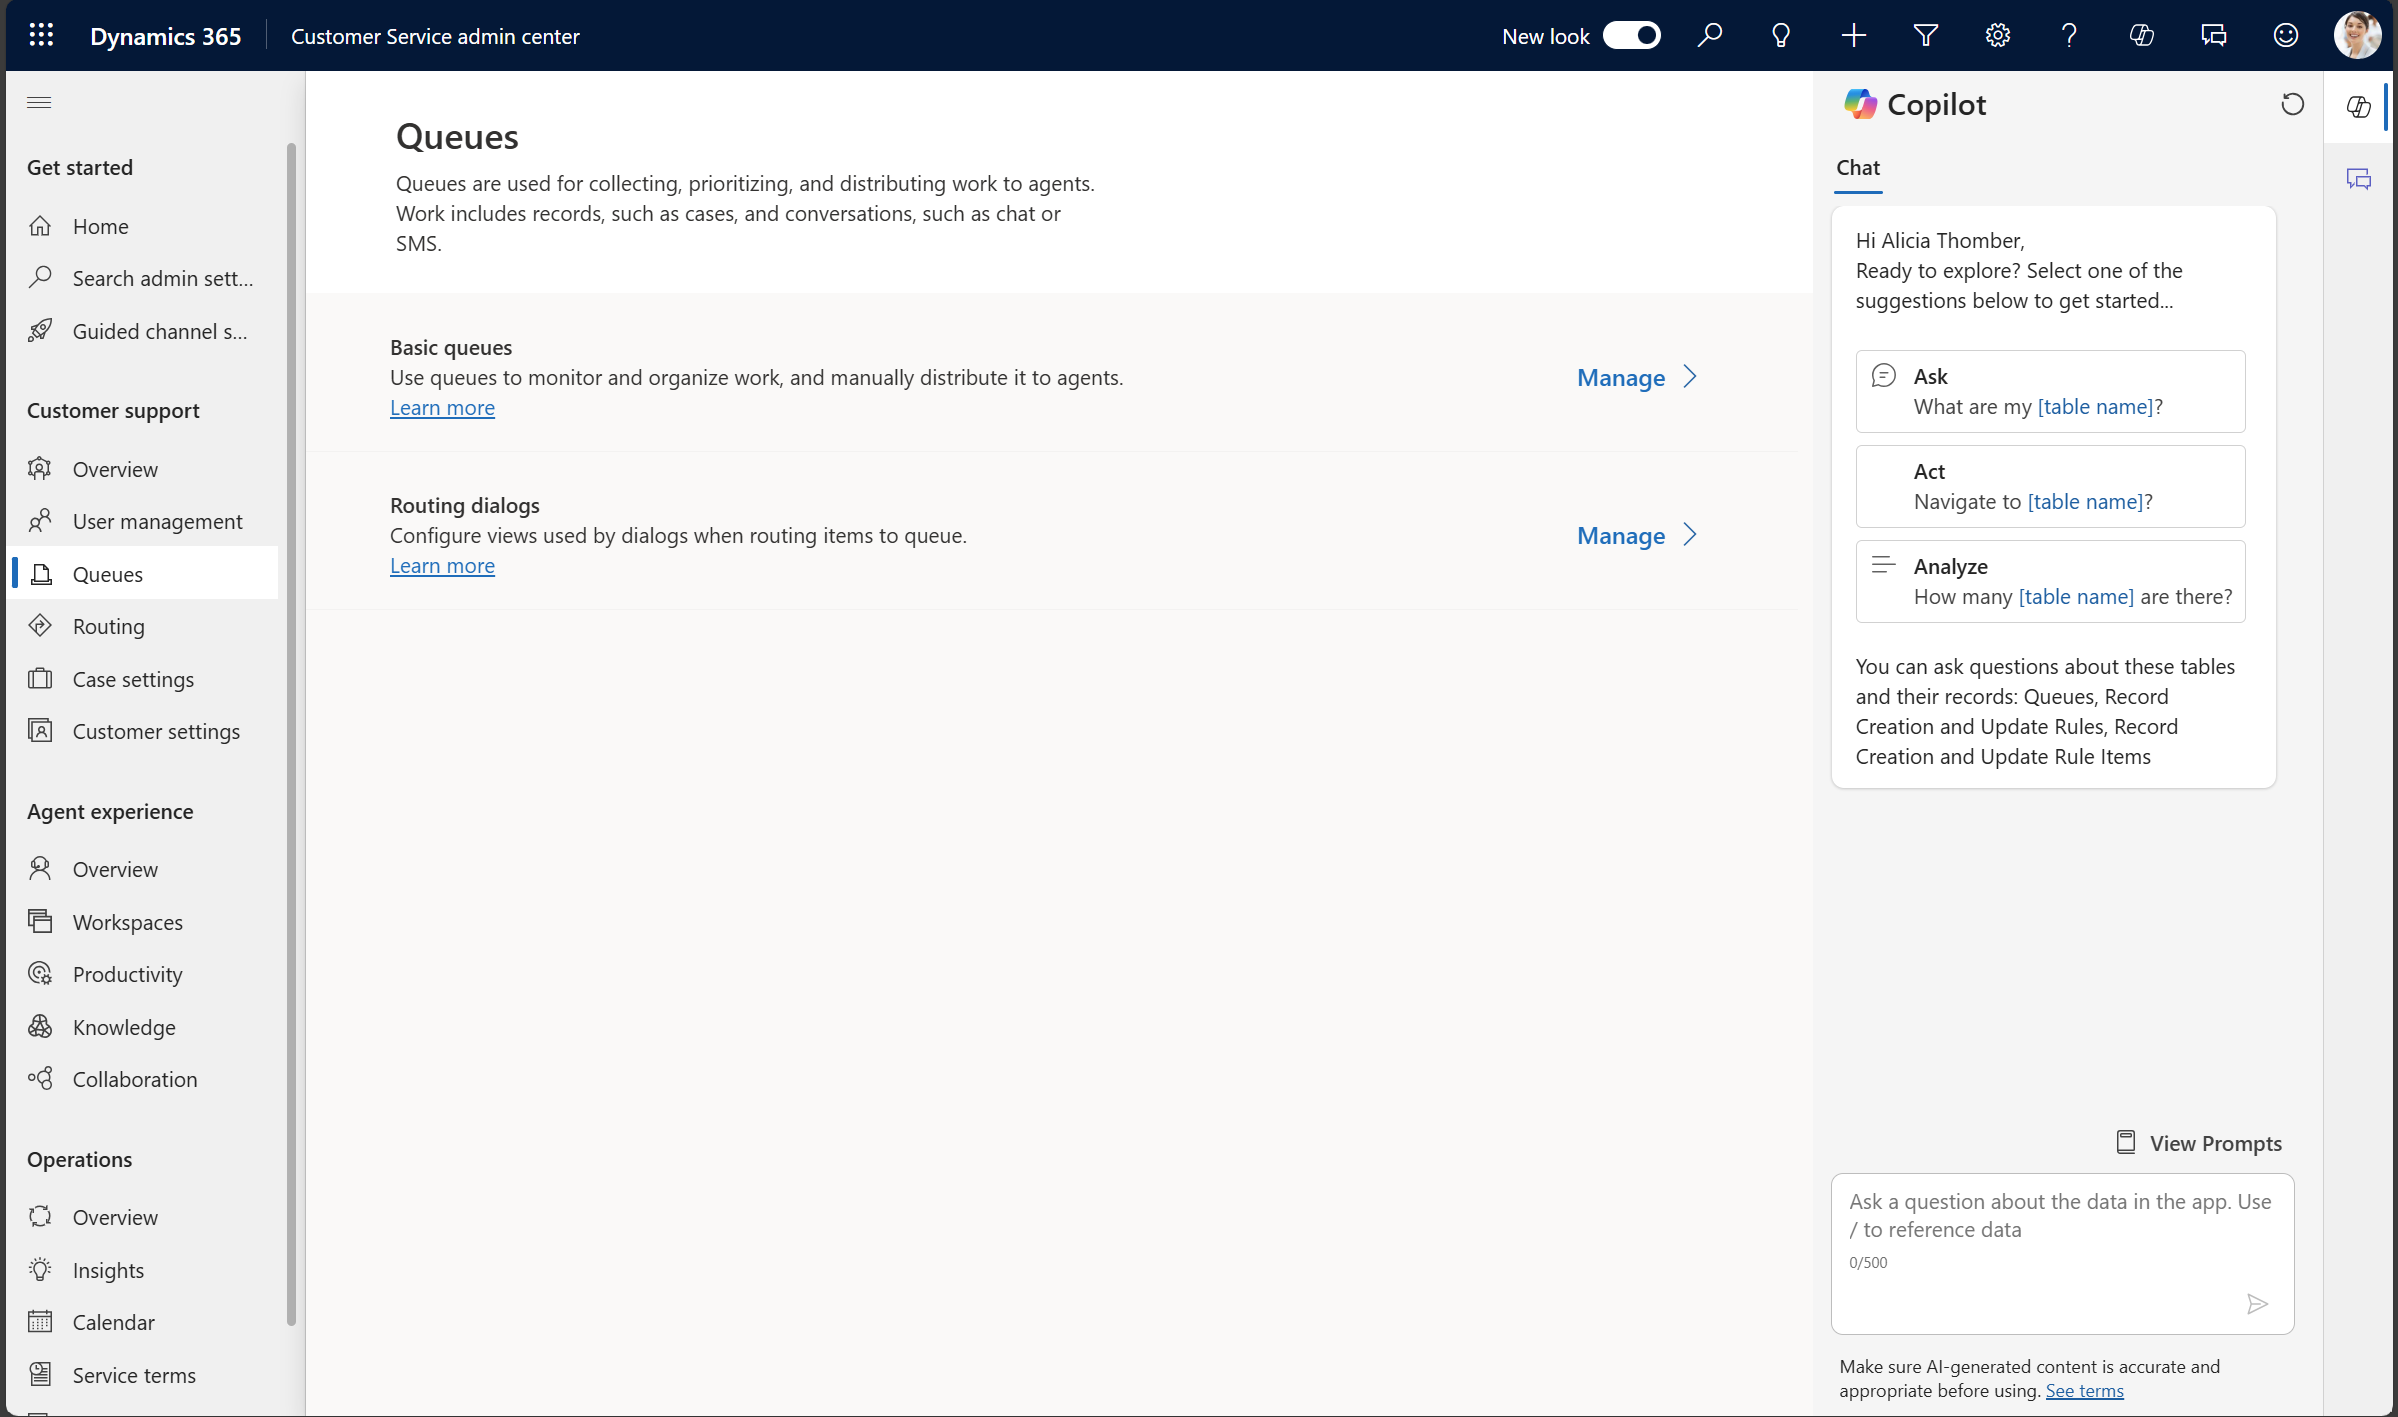 Dynamics 365
Customer Service admin center
New look
Get started
Home
Search admin sett...
Guided channel s...
Customer support
Overview
User management
Queues
Routing
Case settings
Customer settings
Agent experience
Overview
Workspaces
Productivity
Knowledge
Collaboration
Operations
Overview
Insights
Calendar
Service terms
Queues
Queues are used for collecting, prioritizing, and distributing work to agents.
Work includes records, such as cases, and conversations, such as chat or
SMS.
Basic queues
Use queues to monitor and organize work, and manually distribute it to agents.
Learn more
Manage
Routing dialogs
Configure views used by dialogs when routing items to queue.
Learn more
Manage
Copilot
Chat
Hi Alicia Thomber,
Ready to explore? Select one of the
suggestions below to get started...
Ask
What are my [table name]?
Act
Navigate to [table name]?
Analyze
How many [table name] are there?
You can ask questions about these tables
and their records: Queues, Record
Creation and Update Rules, Record
Creation and Update Rule Items
View Prompts
Ask a question about the data in the app. Use
/ to reference data
0/500
Make sure AI-generated content is accurate and
appropriate before using. See terms